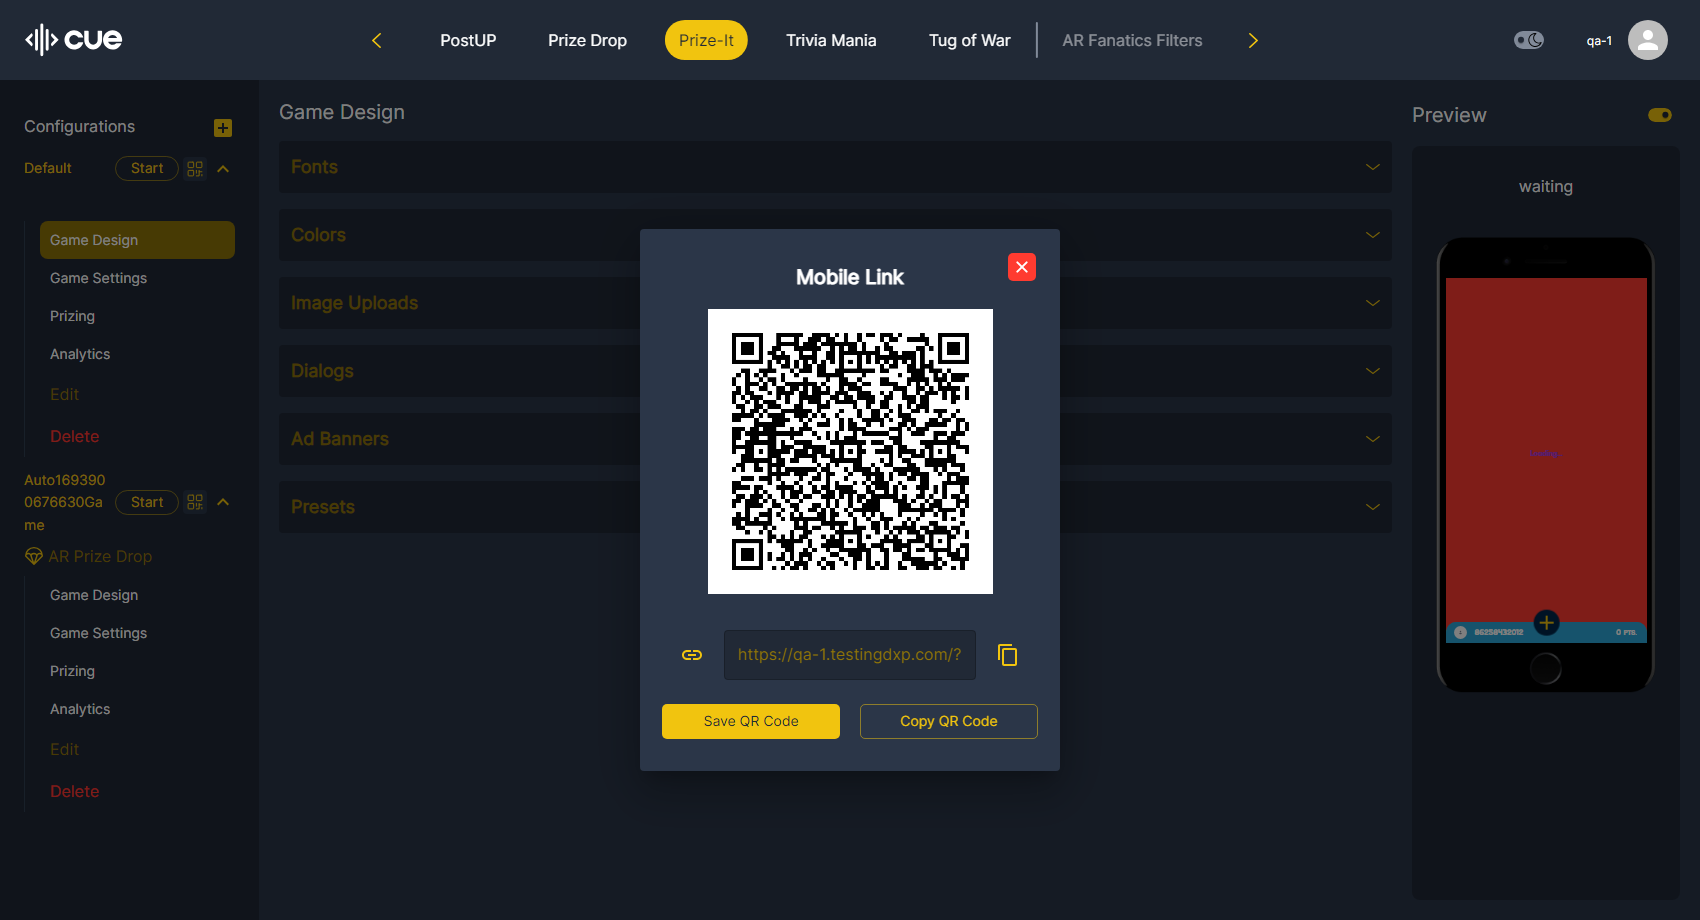 cue
PostUP
Prize Drop
Prize-It
Trivia Mania
Tug of War
AR Fanatics Filters
qa-1
Configurations
Default
Start
Game Design
Game Settings
Prizing
Analytics
Edit
Delete
Auto169390
0676630Ga
me
Start
AR Prize Drop
Game Design
Game Settings
Prizing
Analytics
Edit
Delete
Game Design
Fonts
Colors
Image Uploads
Dialogs
Ad Banners
Presets
Mobile Link
https://qa-1.testingdxp.com/?
Save QR Code
Copy QR Code
Preview
waiting
0 PTS.